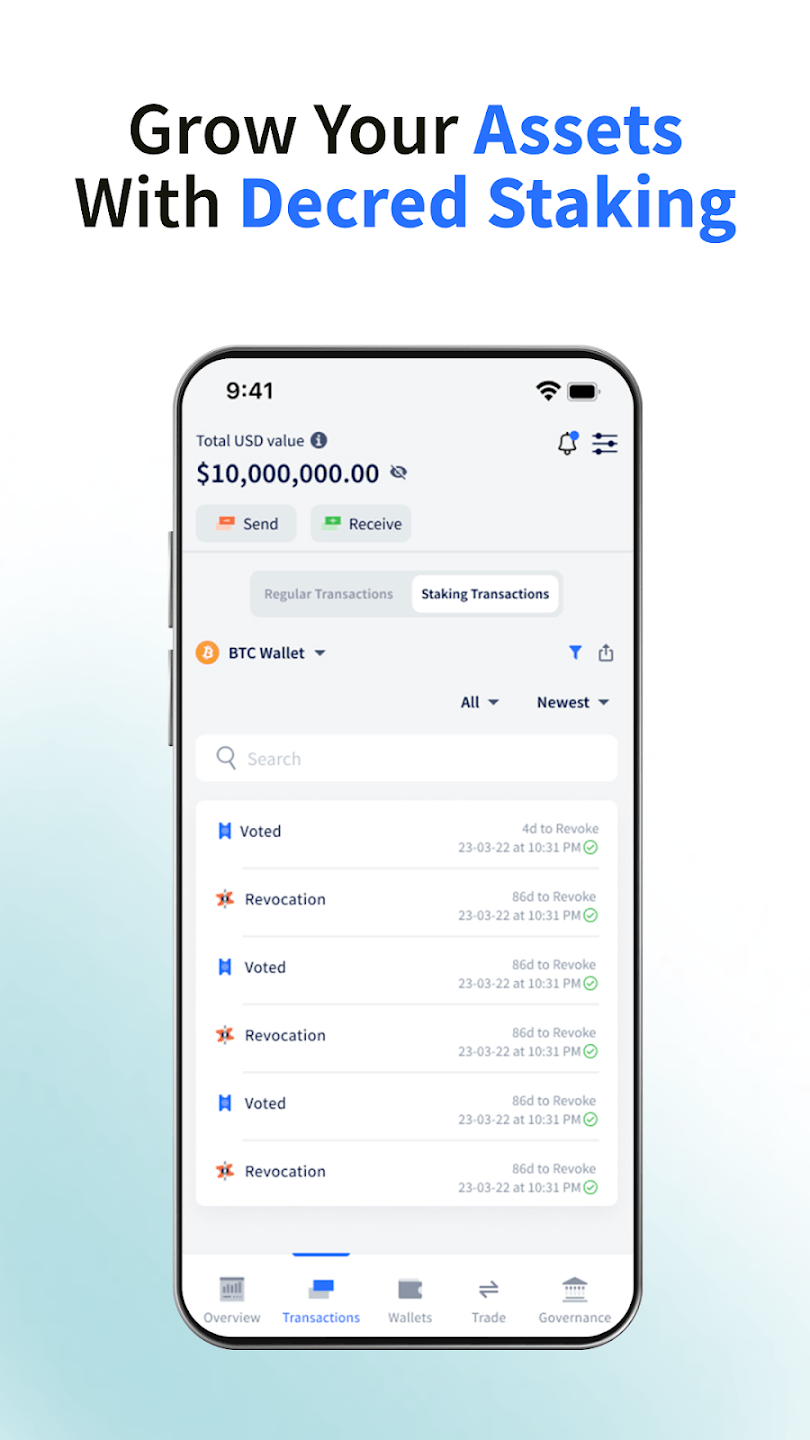 Grow Your Assets
With Decred Staking
9:41
Total USD value
$10,000,000.00
Send
Receive
Regular Transactions
Staking Transactions
BTC Wallet
All
Newest
Search
Voted
4d to Revoke
23-03-22 at 10:31 PM
Revocation
86d to Revoke
23-03-22 at 10:31 PM
Voted
86d to Revoke
23-03-22 at 10:31 PM
Revocation
86d to Revoke
23-03-22 at 10:31 PM
Voted
86d to Revoke
23-03-22 at 10:31 PM
Revocation
86d to Revoke
23-03-22 at 10:31 PM
Overview
Transactions
Wallets
Trade
Governance